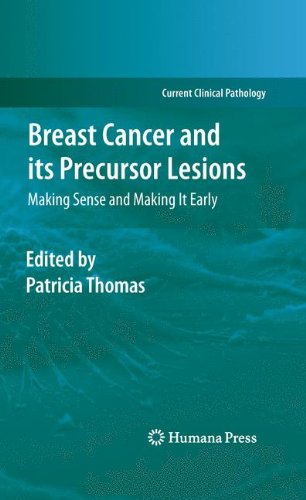 Current Clinical Pathology
Breast Cancer and
its Precursor Lesions
Making Sense and Making It Early
Edited by
Patricia Thomas
Humana Press